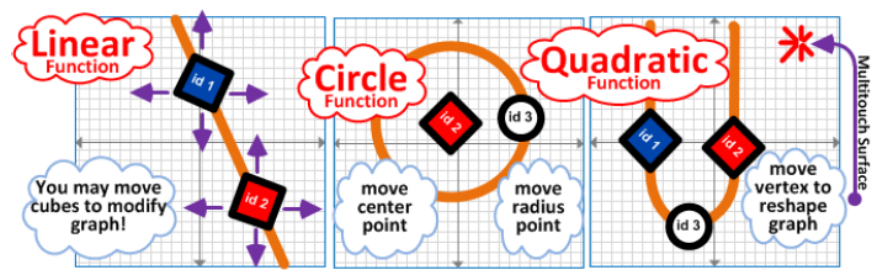 Linear
Function
id 1
id 2
You may move
cubes to modify
graph!
Circle
Function
id 2
id 3
move
center
point
move
radius
point
Quadratic
Function
id 1
id 2
id 3
move
vertex to
reshape
graph
Multitouch Surface